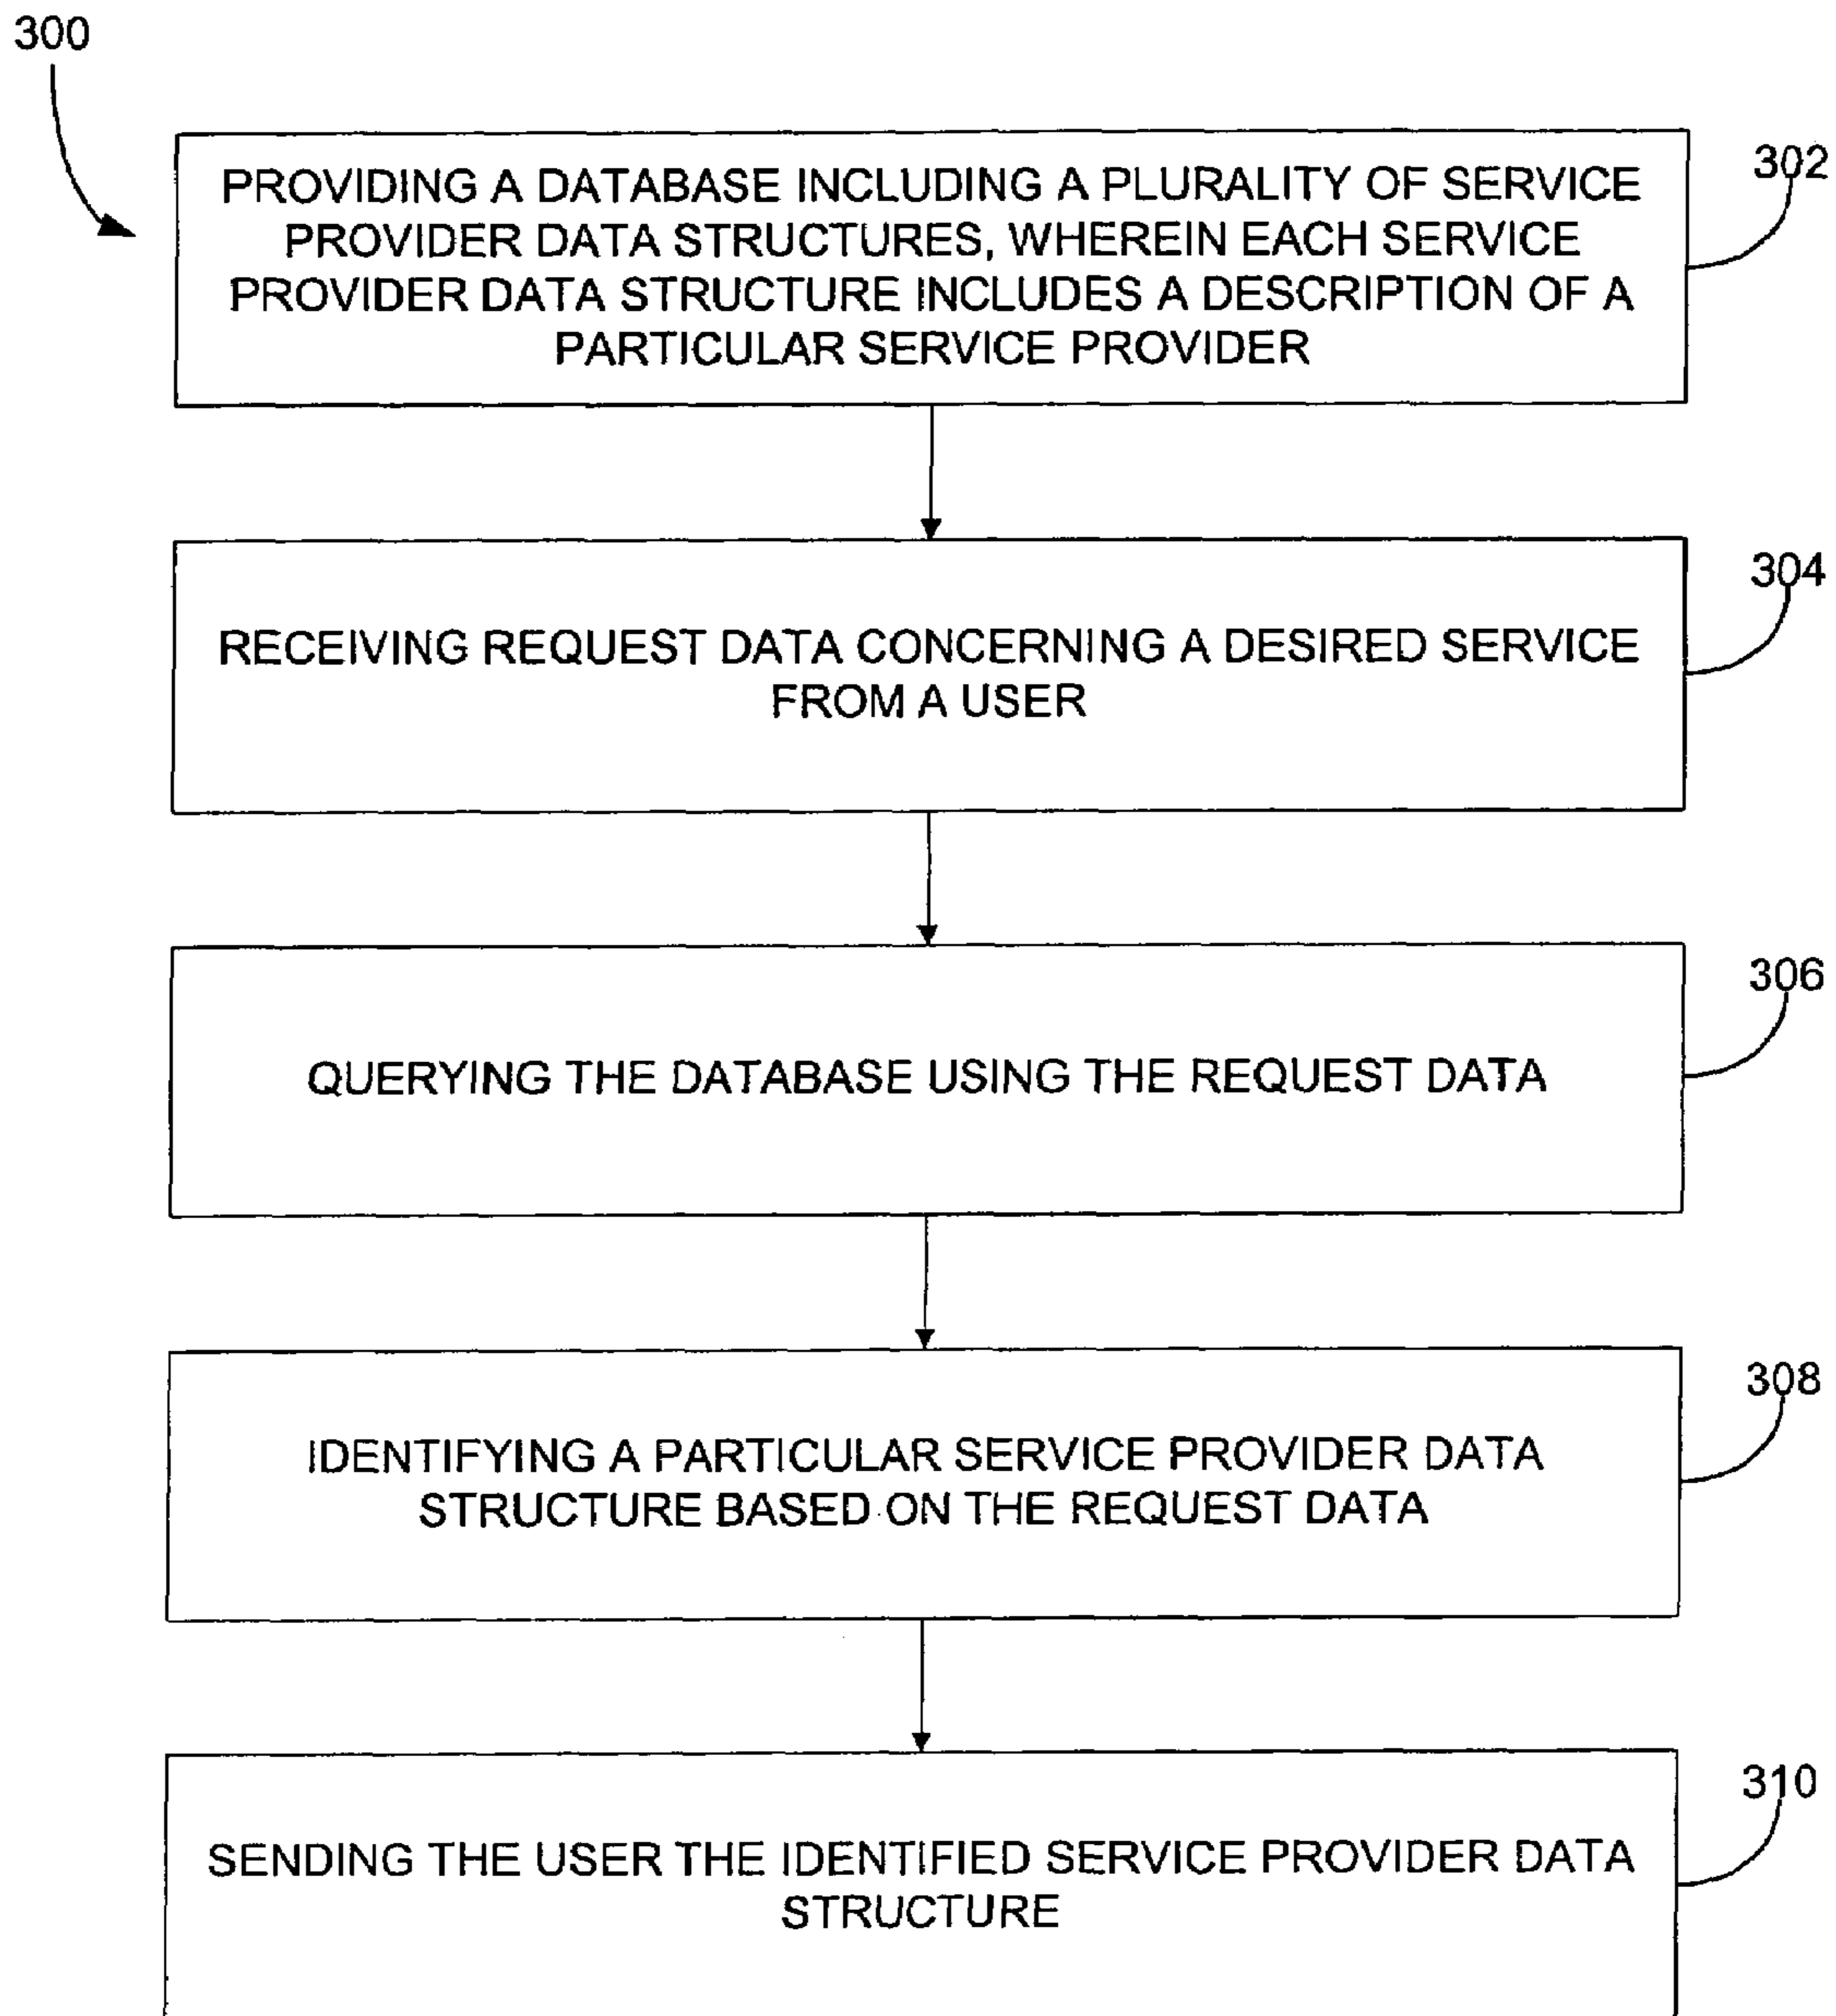 300
PROVIDING A DATABASE INCLUDING A PLURALITY OF SERVICE
PROVIDER DATA STRUCTURES, WHEREIN EACH SERVICE
PROVIDER DATA STRUCTURE INCLUDES A DESCRIPTION OF A
PARTICULAR SERVICE PROVIDER
302
RECEIVING REQUEST DATA CONCERNING A DESIRED SERVICE
FROM A USER
304
QUERYING THE DATABASE USING THE REQUEST DATA
306
IDENTIFYING A PARTICULAR SERVICE PROVIDER DATA
STRUCTURE BASED ON THE REQUEST DATA
308
SENDING THE USER THE IDENTIFIED SERVICE PROVIDER DATA
STRUCTURE
310